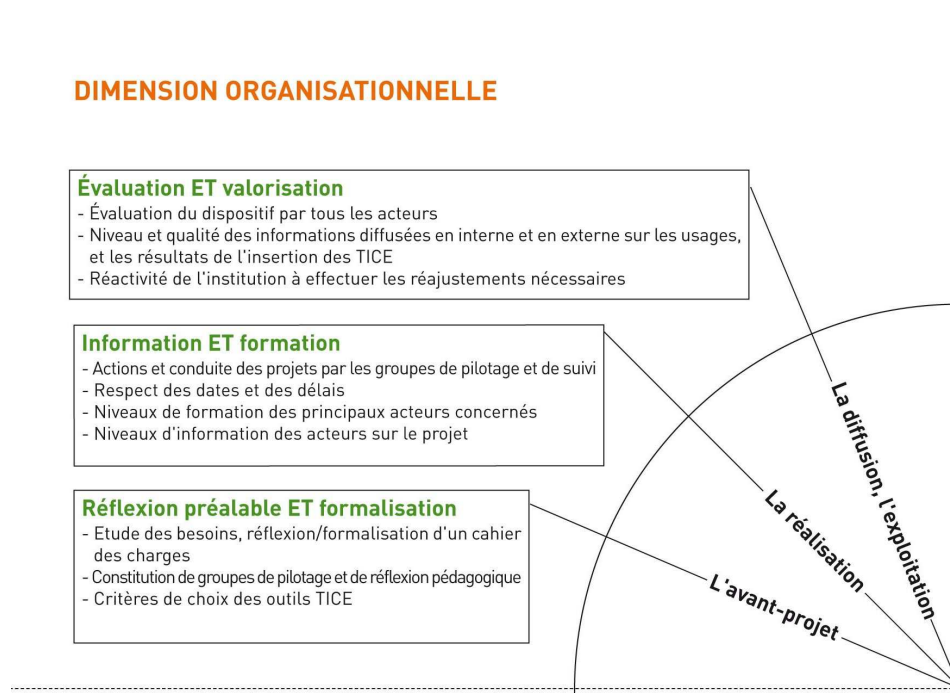 DIMENSION ORGANISATIONNELLE
Évaluation ET valorisation
- Évaluation du dispositif par tous les acteurs
- Niveau et qualité des informations diffusées en interne et en externe sur les usages,
et les résultats de l'insertion des TICE
- Réactivité de l'institution à effectuer les réajustements nécessaires
Information ET formation
- Actions et conduite des projets par les groupes de pilotage et de suivi
- Respect des dates et des délais
- Niveaux de formation des principaux acteurs concernés
- Niveaux d'information des acteurs sur le projet
Réflexion préalable ET formalisation
- Etude des besoins, réflexion/formalisation d'un cahier
des charges
- Constitution de groupes de pilotage et de réflexion pédagogique
- Critères de choix des outils TICE
La diffusion, l'exploitation
La réalisation
L'avant-projet